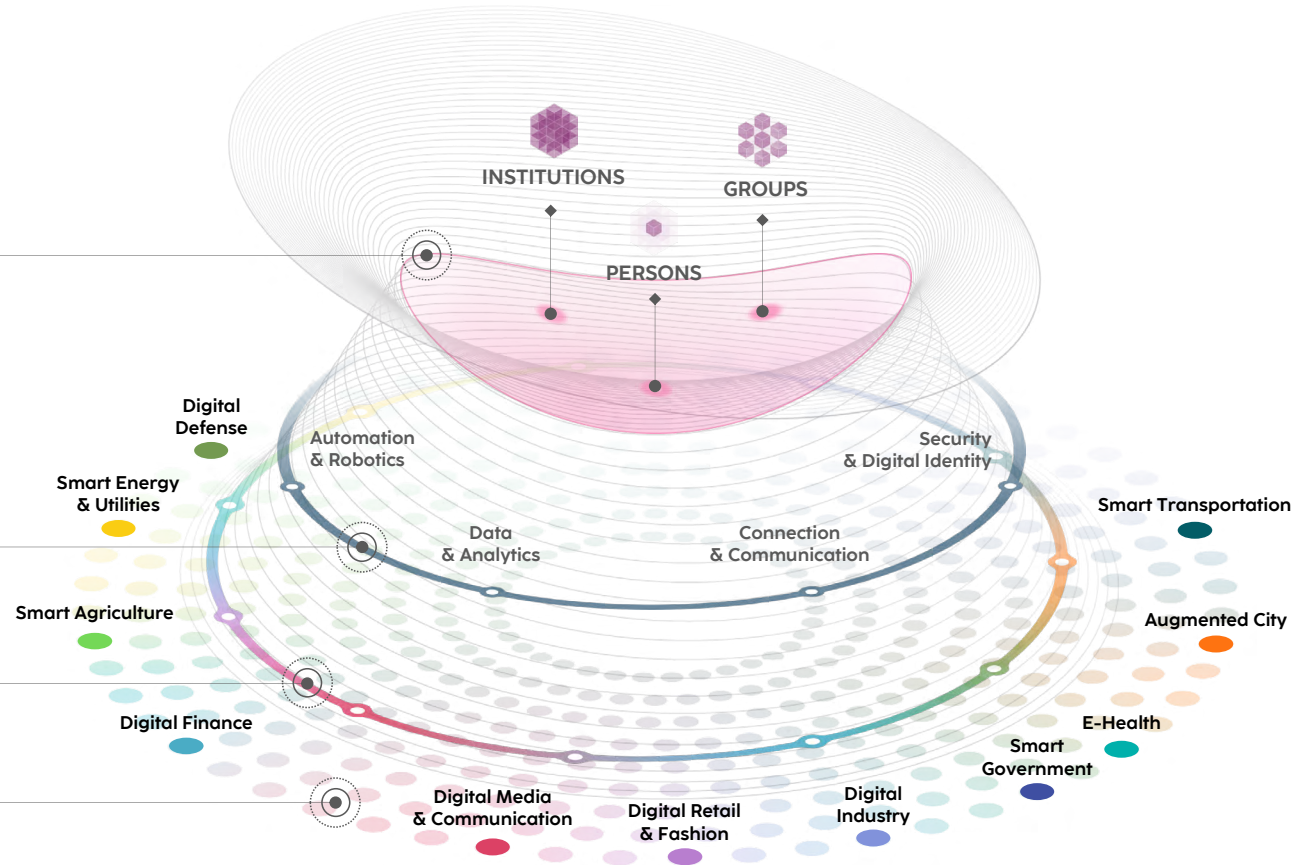 INSTITUTIONS
GROUPS
PERSONS
Digital
Defense
Automation
& Robotics
Security
& Digital Identity
Smart Energy
& Utilities
Data
& Analytics
Connection
& Communication
Smart Transportation
Smart Agriculture
Augmented City
Digital Finance
E-Health
Smart
Government
Digital Media
& Communication
Digital Retail
& Fashion
Digital
Industry